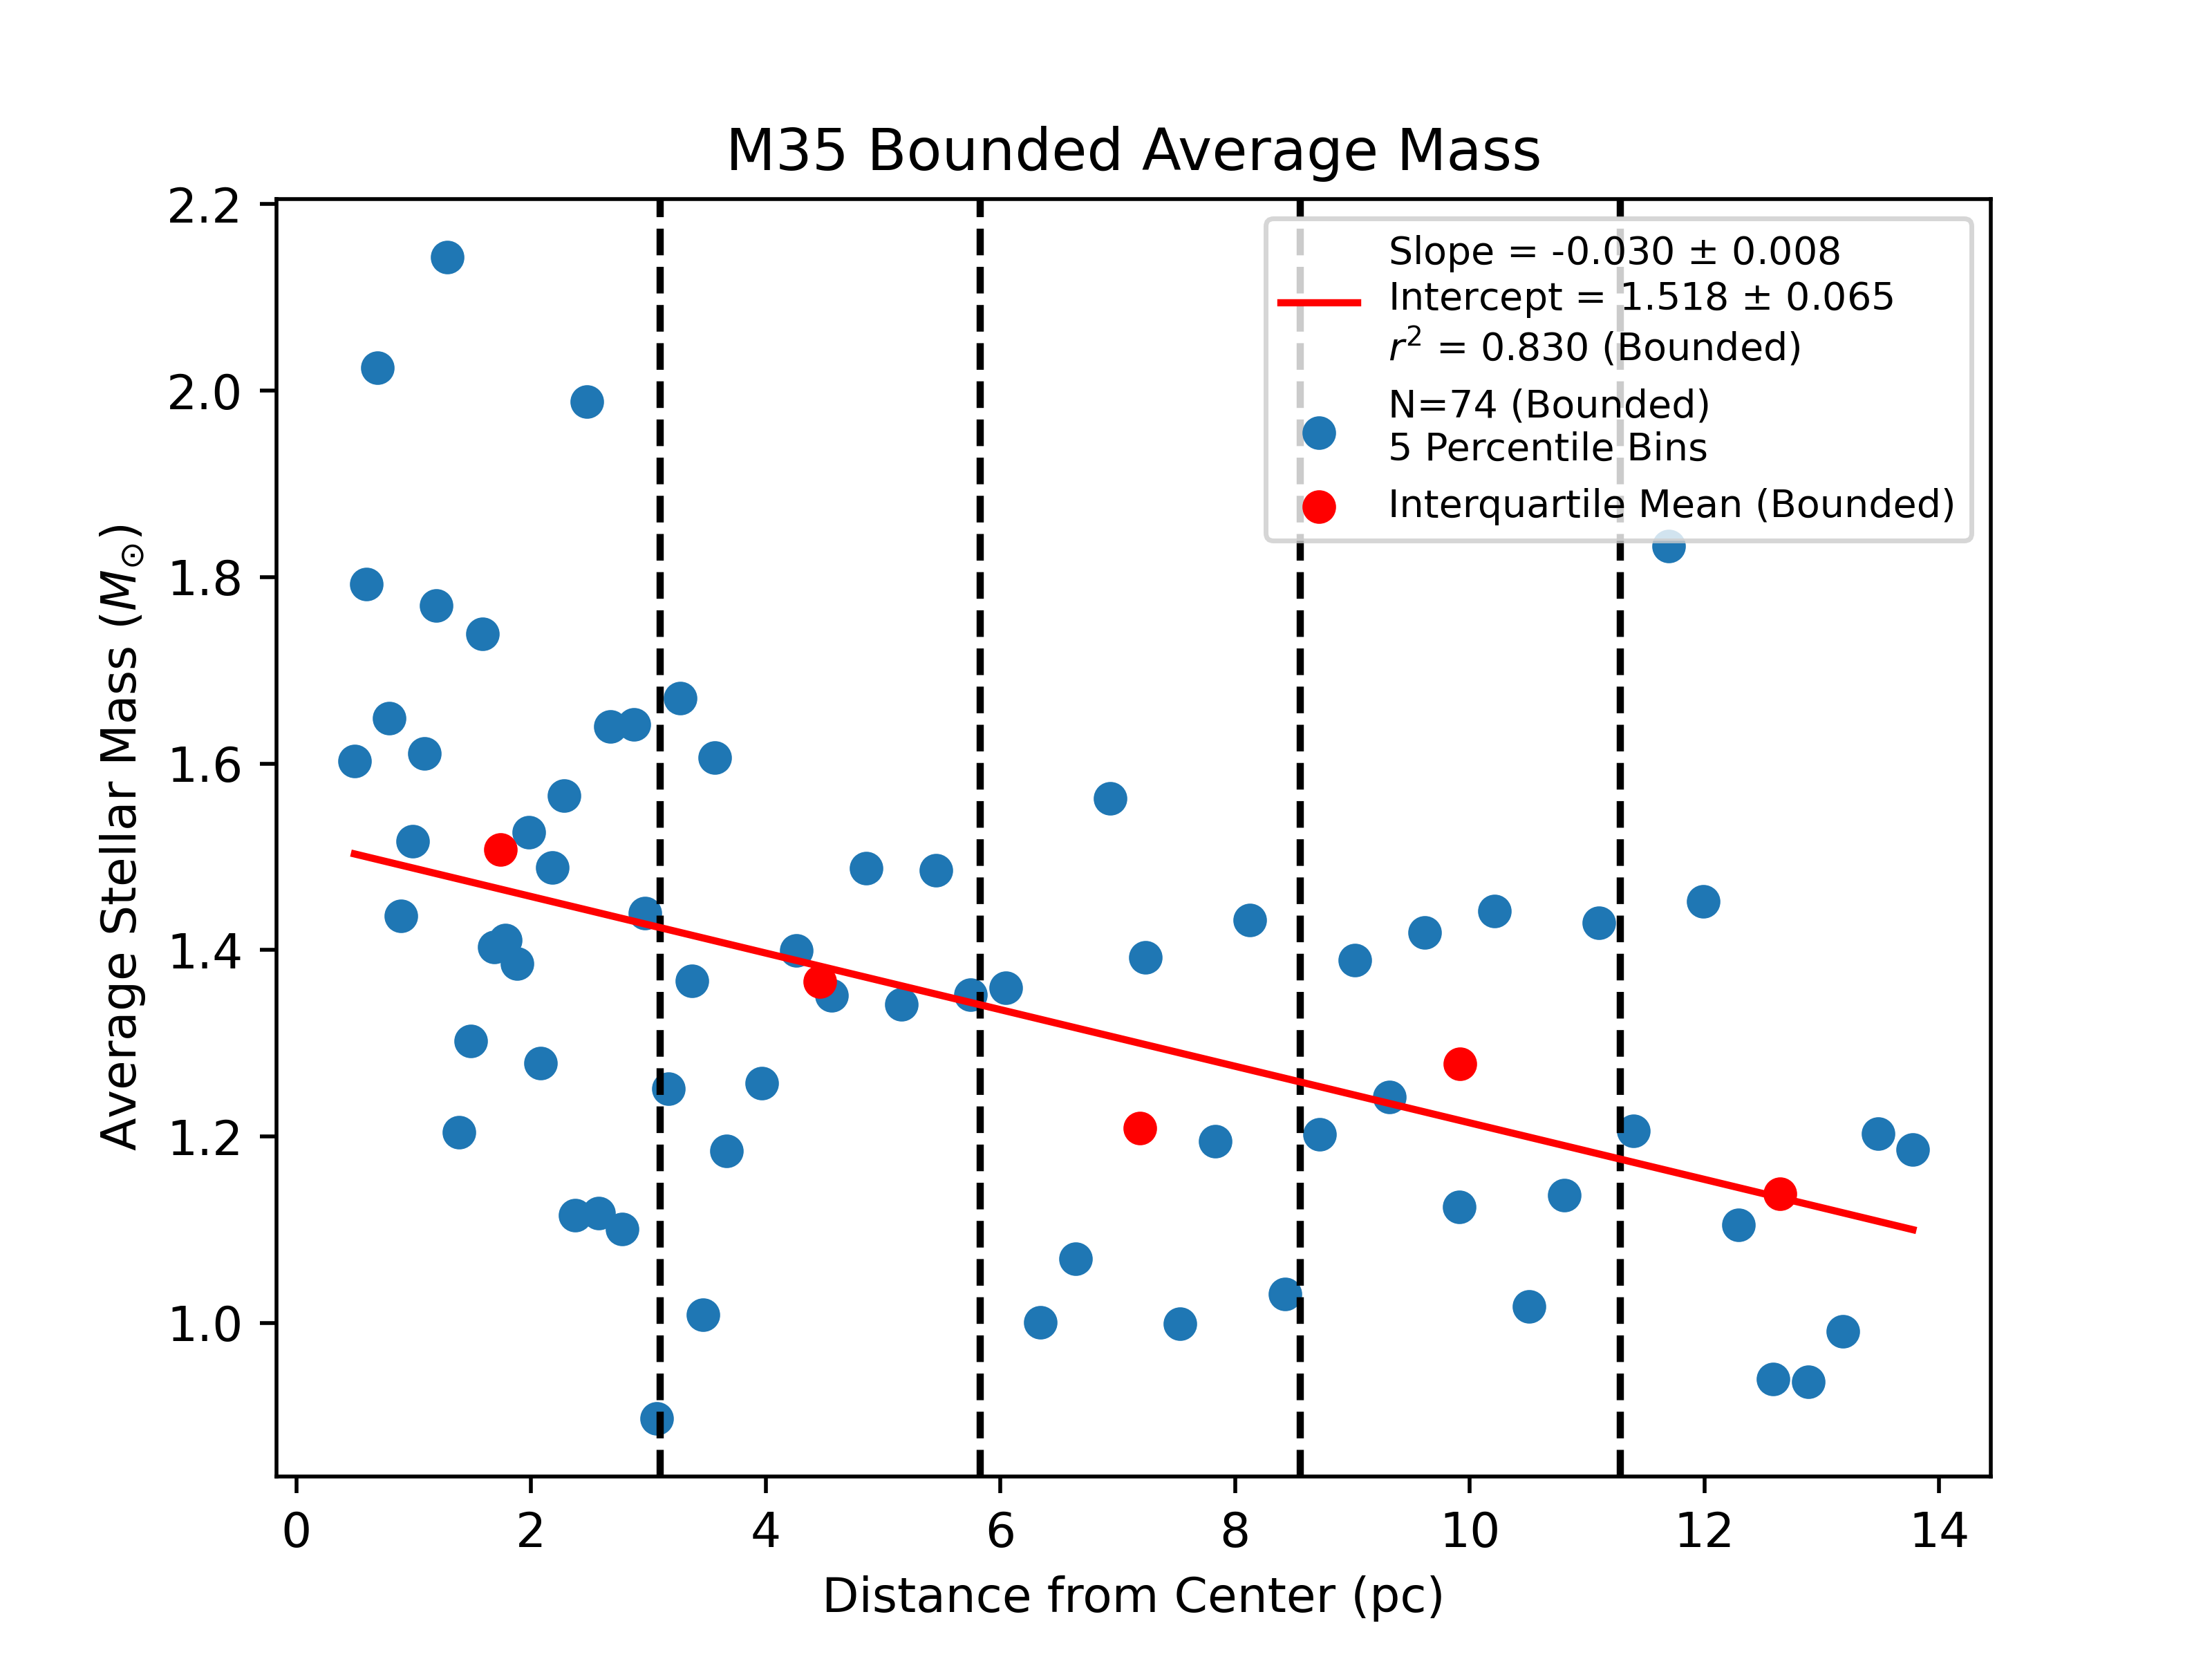 M35 Bounded Average Mass
Slope = -0.030 ± 0.008
Intercept = 1.518 ± 0.065
r² = 0.830 (Bounded)
N=74 (Bounded)
5 Percentile Bins
Interquartile Mean (Bounded)
Average Stellar Mass (M⊙)
2.2
2.0
1.8
1.6
1.4
1.2
1.0
0 2 4 6 8 10 12 14
Distance from Center (pc)